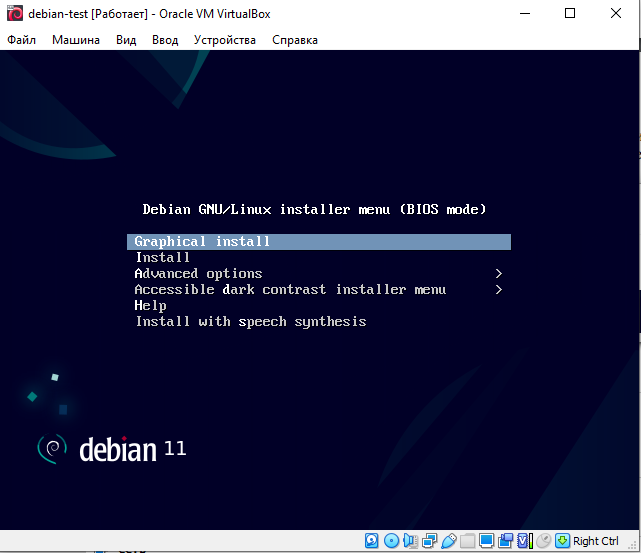 debian-test [Работает] - Oracle VM VirtualBox
Файл Машина Вид Ввод Устройства Справка
Debian GNU/Linux installer menu (BIOS mode)
Graphical install
Install
Advanced options >
Accessible dark contrast installer menu >
Help
Install with speech synthesis
debian 11
Right Ctrl